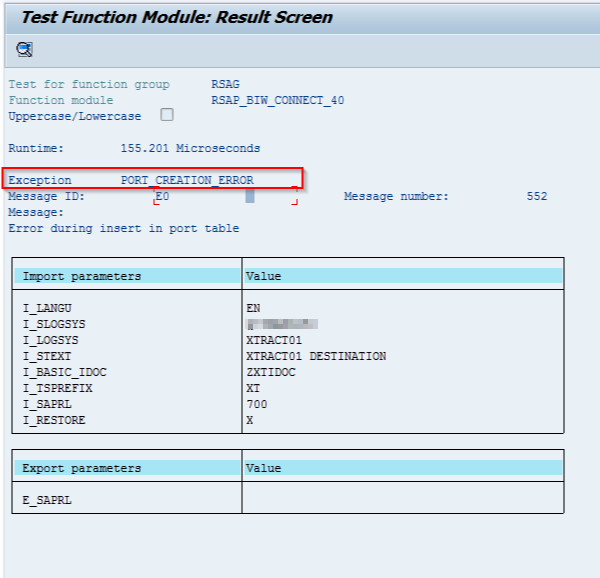 Test Function Module: Result Screen
Test for function group RSAG
Function module RSAP_BIW_CONNECT_40
Uppercase/Lowercase
Runtime: 155.201 Microseconds
Exception PORT_CREATION_ERROR
Message ID: E0 Message number: 552
Message:
Error during insert in port table
Import parameters Value
I_LANGU EN
I_SLOGSYS
I_LOGSYS XTRACT01
I_STEXT XTRACT01 DESTINATION
I_BASIC_IDOC ZXTIDOC
I_TSPREFIX XT
I_SAPRL 700
I_RESTORE X
Export parameters Value
E_SAPRL